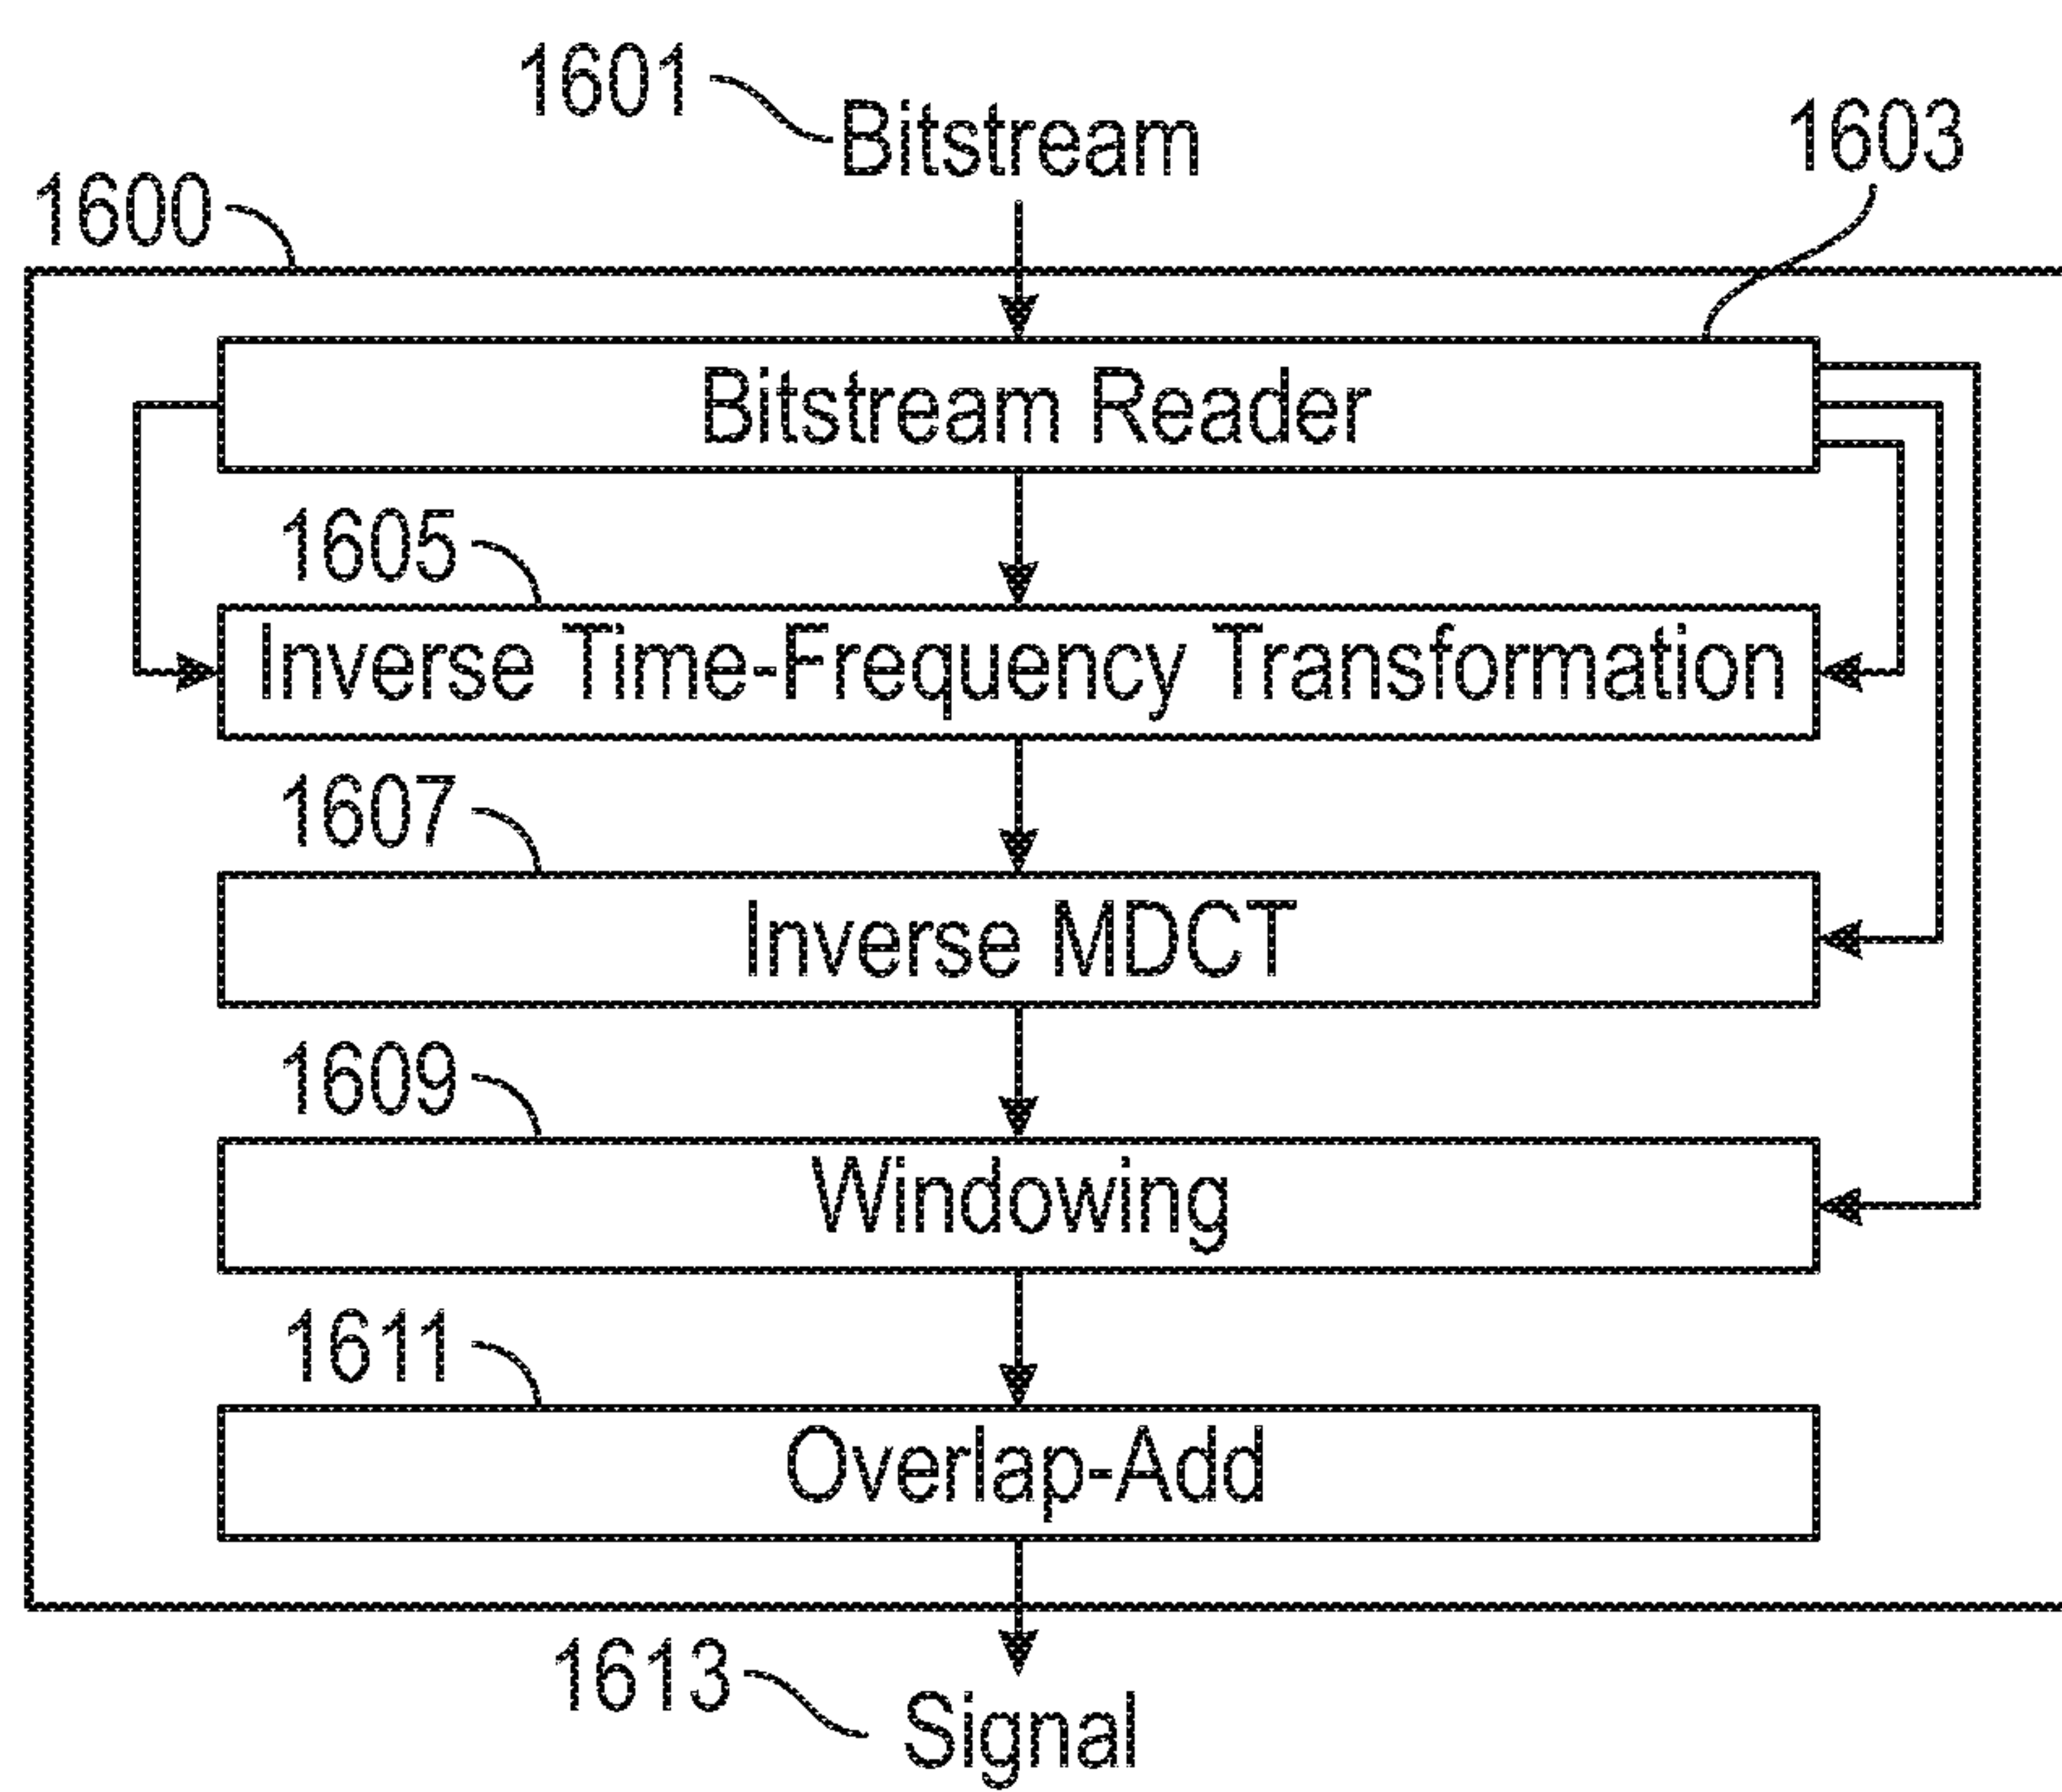 1601
Bitstream
1603
1600
Bitstream Reader
1605
Inverse Time-Frequency Transformation
1607
Inverse MDCT
1609
Windowing
1611
Overlap-Add
1613
Signal